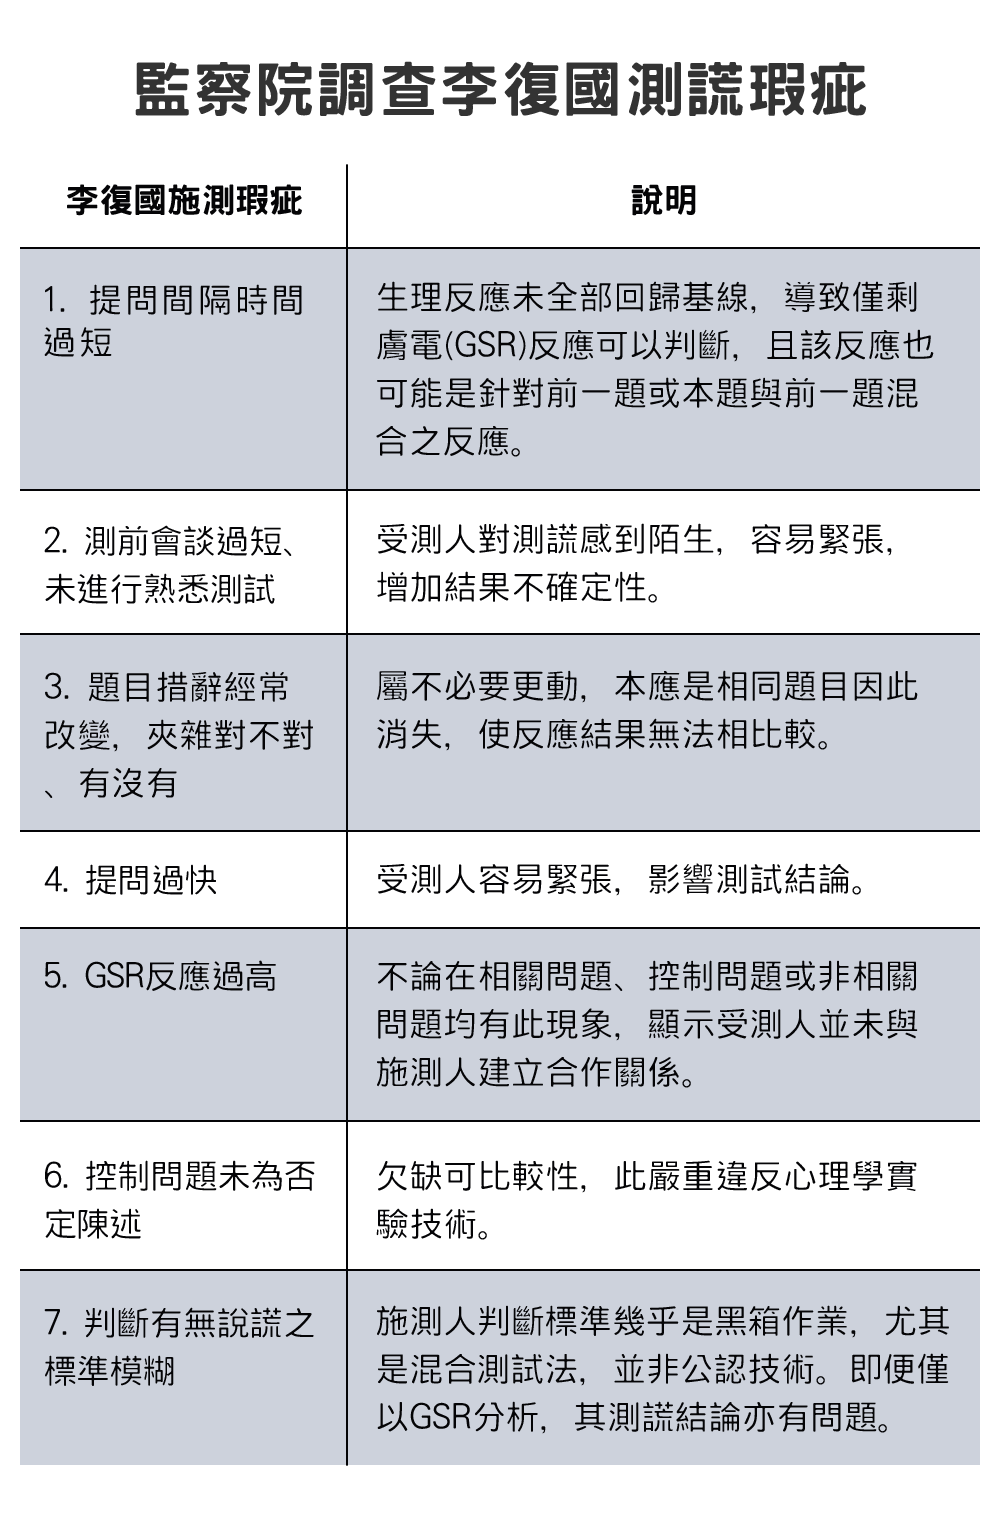 監察院調查李復國測謊瑕疵
李復國施測瑕疵
說明
1. 提問間隔時間
過短
生理反應未全部回歸基線，導致僅剩
膚電(GSR)反應可以判斷，且該反應也
可能是針對前一題或本題與前一題混
合之反應。
2. 測前會談過短、
未進行熟悉測試
受測人對測謊感到陌生，容易緊張，
增加結果不確定性。
3. 題目措辭經常
改變，夾雜對不對
、有沒有
屬不必要更動，本應是相同題目因此
消失，使反應結果無法相比較。
4. 提問過快
受測人容易緊張，影響測試結論。
5. GSR反應過高
不論在相關問題、控制問題或非相關
問題均有此現象，顯示受測人並未與
施測人建立合作關係。
6. 控制問題未為否
定陳述
欠缺可比較性，此嚴重違反心理學實
驗技術。
7. 判斷有無說謊之
標準模糊
施測人判斷標準幾乎是黑箱作業，尤其
是混合測試法，並非公認技術。即便僅
以GSR分析，其測謊結論亦有問題。